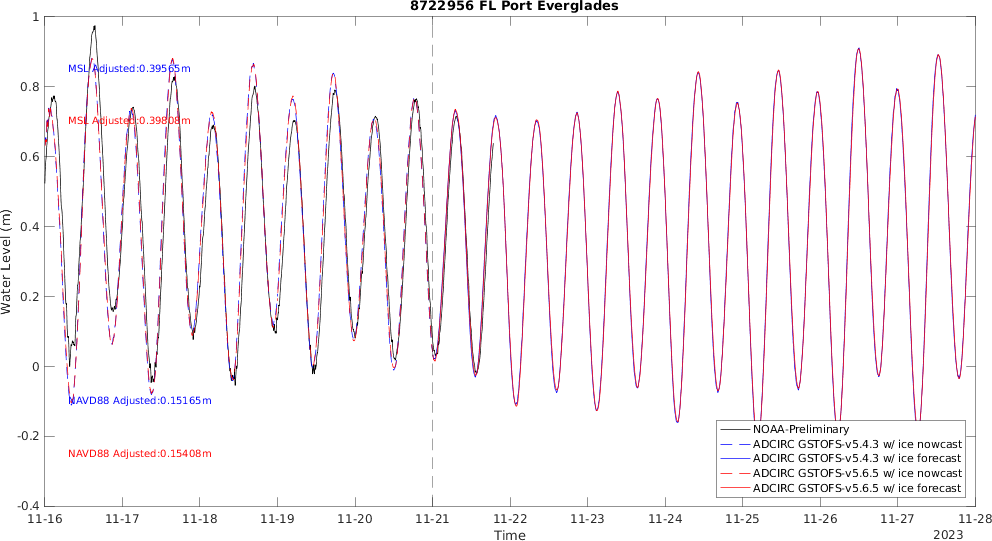 8722956 FL Port Everglades
1
0.8
0.6
0.4
0.2
0
-0.2
-0.4
Water Level (m)
MSL Adjusted:0.39565m
MSL Adjusted:0.39808m
NAVD88 Adjusted:0.15165m
NAVD88 Adjusted:0.15408m
NOAA-Preliminary
ADCIRC GSTOFS-v5.4.3 w/ ice nowcast
ADCIRC GSTOFS-v5.4.3 w/ ice forecast
ADCIRC GSTOFS-v5.6.5 w/ ice nowcast
ADCIRC GSTOFS-v5.6.5 w/ ice forecast
11-16 11-17 11-18 11-19 11-20 11-21 11-22 11-23 11-24 11-25 11-26 11-27 11-28
Time
2023